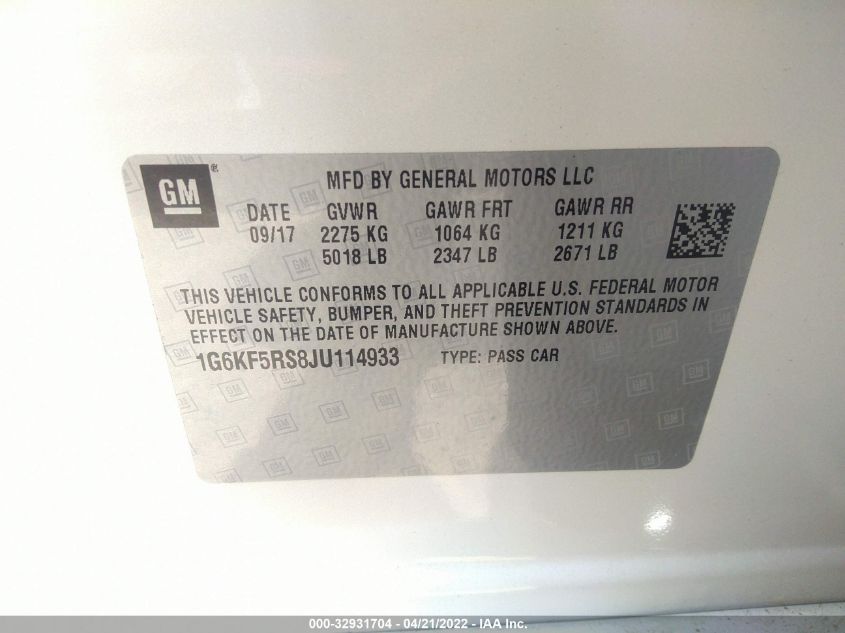 GM®
MFD BY GENERAL MOTORS LLC
DATE GVWR GAWR FRT GAWR RR
09/17 2275 KG 1064 KG 1211 KG
5018 LB 2347 LB 2671 LB
THIS VEHICLE CONFORMS TO ALL APPLICABLE U.S. FEDERAL MOTOR
VEHICLE SAFETY, BUMPER, AND THEFT PREVENTION STANDARDS IN
EFFECT ON THE DATE OF MANUFACTURE SHOWN ABOVE.
1G6KF5RS8JU114933 TYPE: PASS CAR
000-32931704 - 04/21/2022 - IAA Inc.